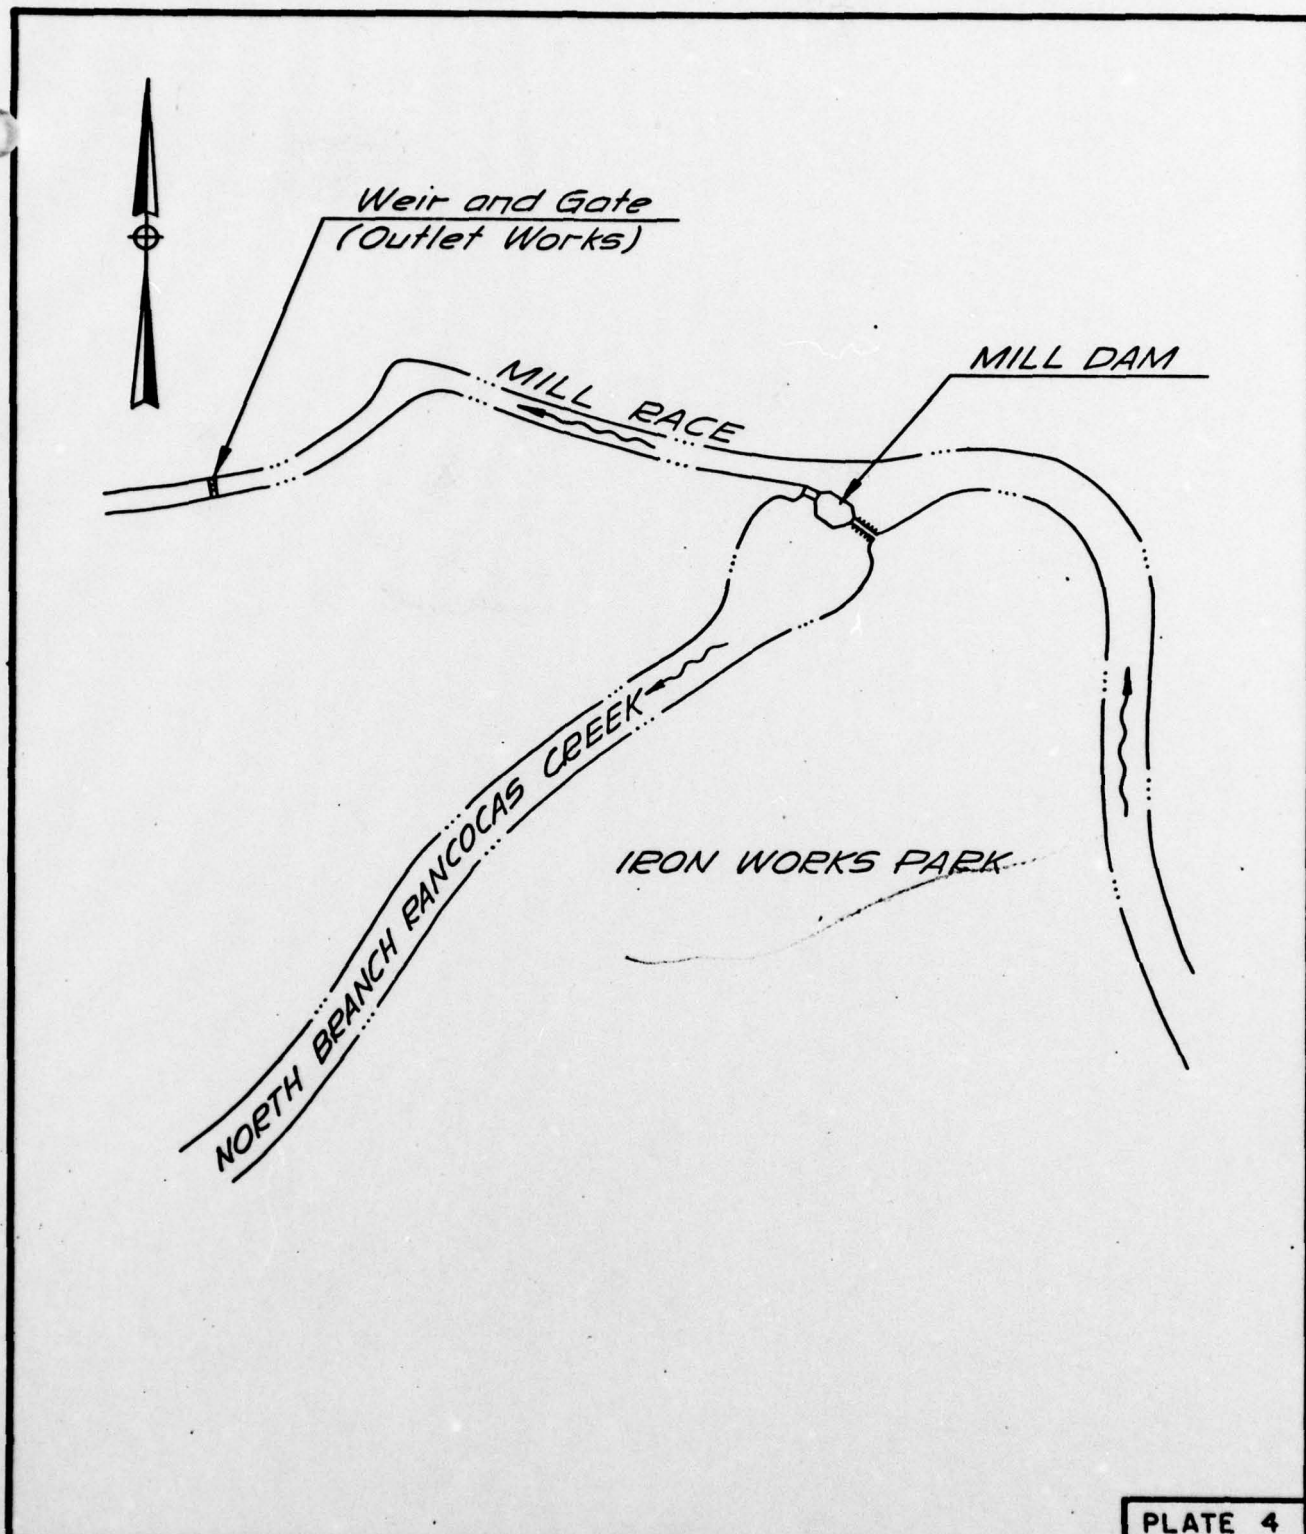 Weir and Gate
(Outlet Works)
MILL DAM
MILL RACE
NORTH BRANCH RANCOCAS CREEK
IRON WORKS PARK
PLATE 4